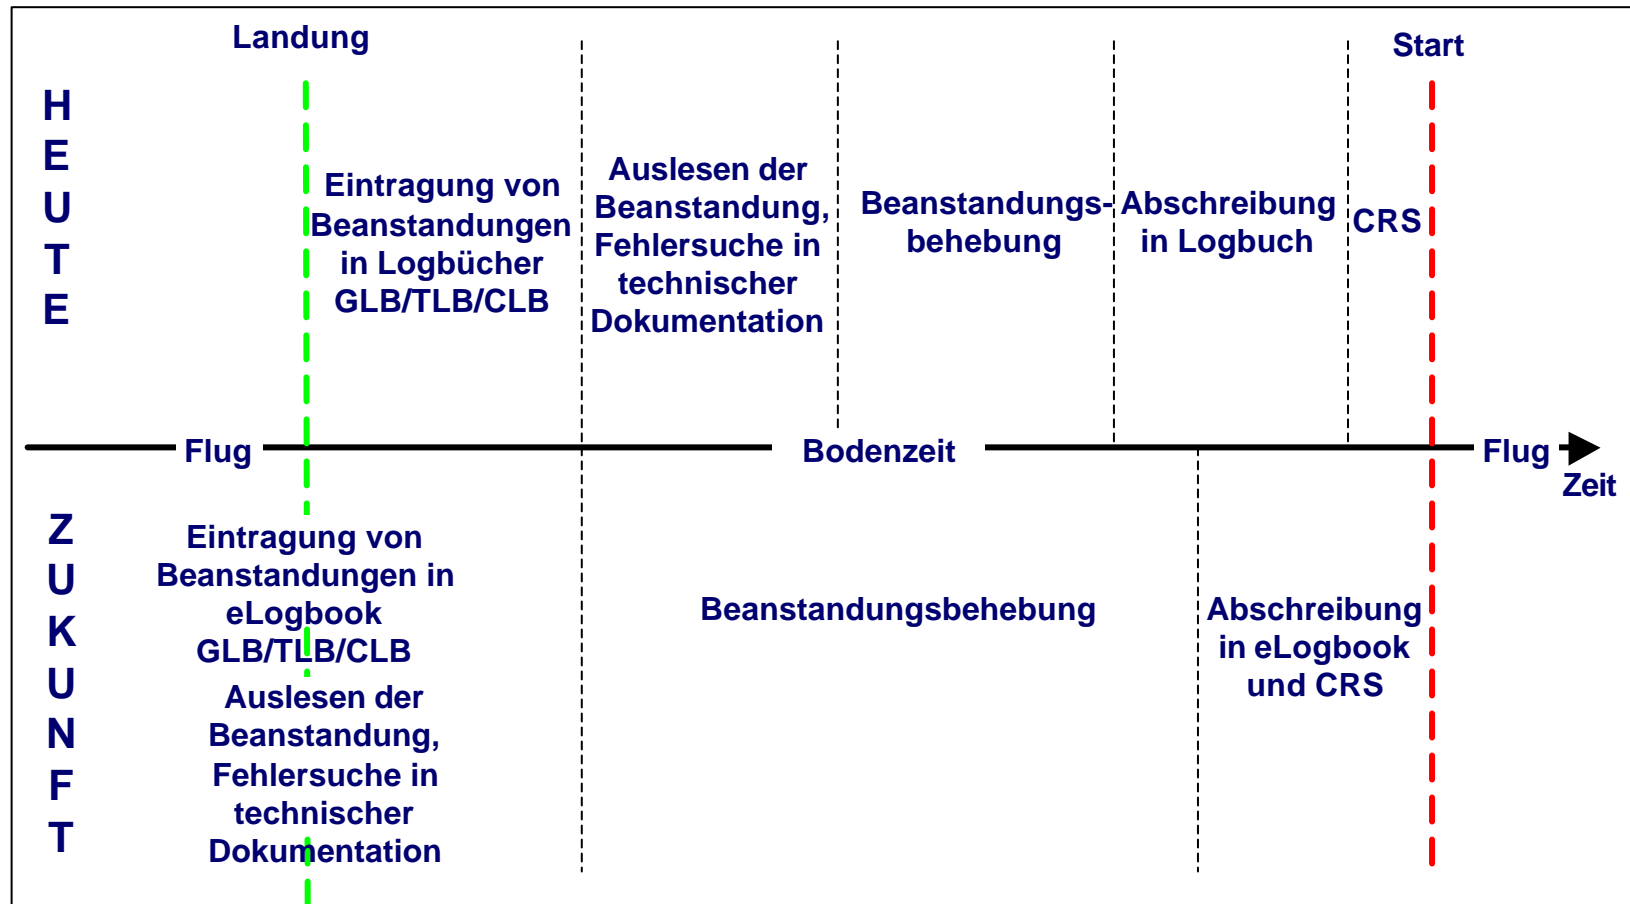 Landung
Start
HEUTE
Eintragung von
Beanstandungen
in Logbücher
GLB/TLB/CLB
Auslesen der
Beanstandung,
Fehlersuche in
technischer
Dokumentation
Beanstandungs-
behebung
Abschreibung
in Logbuch
CRS
Flug
Bodenzeit
Flug
Zeit
ZUKUNFT
Eintragung von
Beanstandungen in
eLogbook
GLB/TLB/CLB
Auslesen der
Beanstandung,
Fehlersuche in
technischer
Dokumentation
Beanstandungsbehebung
Abschreibung
in eLogbook
und CRS